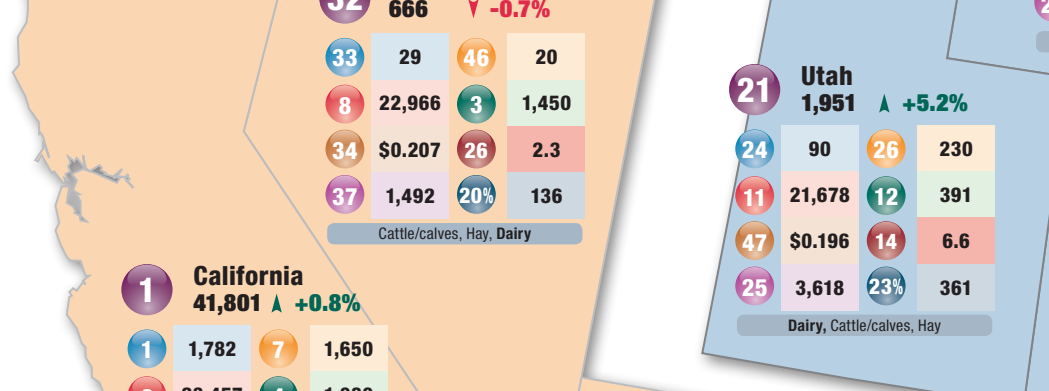 32 666 -0.7%
33 29 46 20
8 22,966 3 1,450
34 $0.207 26 2.3
37 1,492 20% 136
Cattle/calves, Hay, Dairy
21 Utah
1,951 +5.2%
24 90 26 230
11 21,678 12 391
47 $0.196 14 6.6
25 3,618 23% 361
Dairy, Cattle/calves, Hay
1 California
41,801 +0.8%
1 1,782 7 1,650